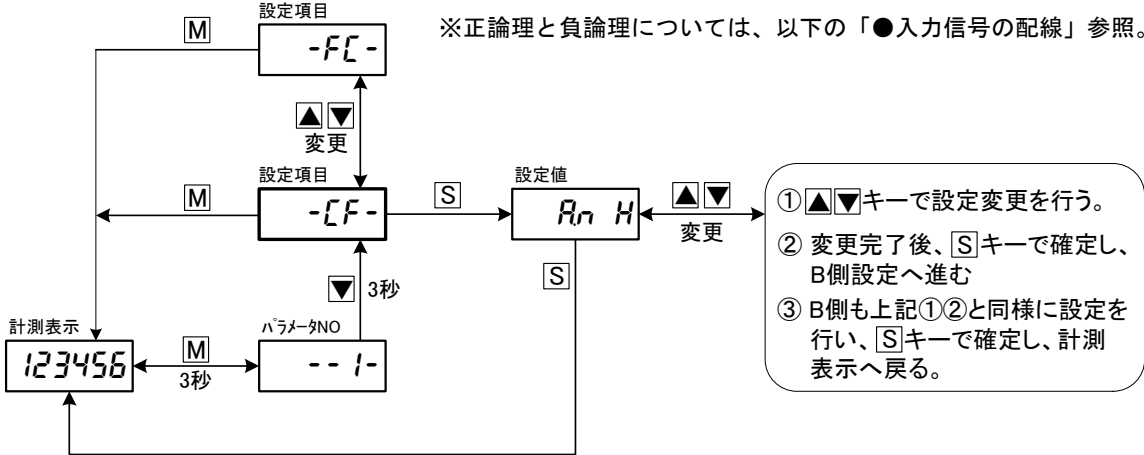 設定項目
M
-FC-
※正論理と負論理については、以下の「●入力信号の配線」参照。
▲▼
変更
設定項目
M
-CF-
S
設定値
A.n H
▲▼
変更
①▲▼キーで設定変更を行う。
② 変更完了後、Sキーで確定し、
B側設定へ進む
③ B側も上記①②と同様に設定を
行い、Sキーで確定し、計測
表示へ戻る。
▼ 3秒
S
計測表示
123456
M
3秒
パラメータNO
--1-